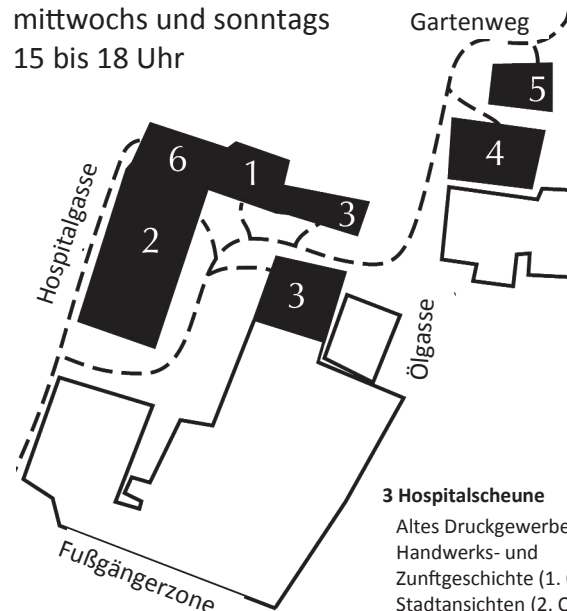 mittwochs und sonntags
15 bis 18 Uhr
Gartenweg
5
4
6
1
3
2
3
Hospitalgasse
Ölgasse
Fußgängerzone
3 Hospitalscheune
Altes Druckgewerbe
Handwerks- und
Zunftgeschichte (1.
Stadtansichten (2.